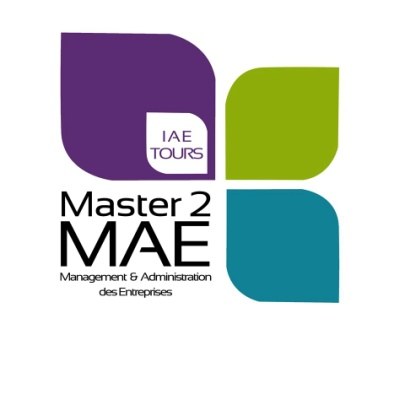 IAE
TOURS
Master 2
MAE
Management & Administration
des Entreprises